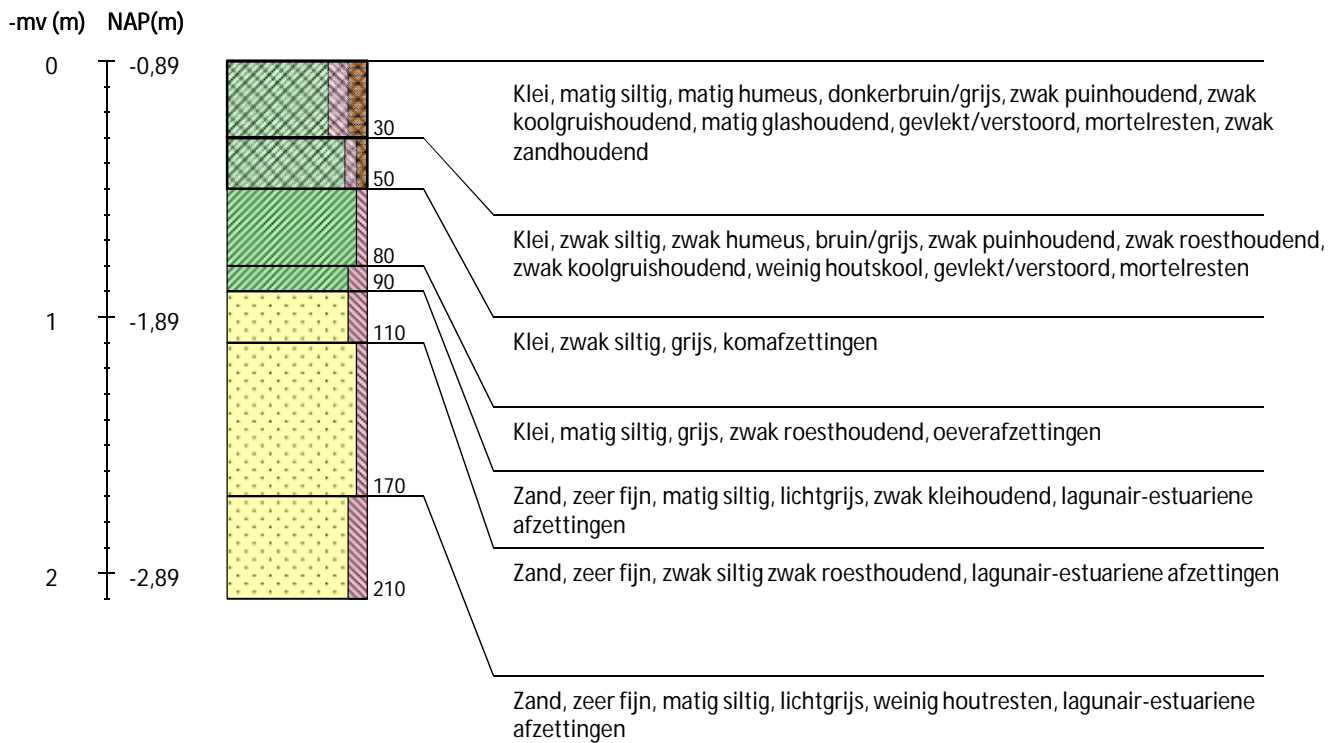 -mv (m) NAP(m)
0 -0,89
Klei, matig siltig, matig humeus, donkerbruin/grijs, zwak puinhoudend, zwak
koolgruishoudend, matig glashoudend, gevlekt/verstoord, mortelresten, zwak
zandhoudend
30
50
Klei, zwak siltig, zwak humeus, bruin/grijs, zwak puinhoudend, zwak roesthoudend,
zwak koolgruishoudend, weinig houtskool, gevlekt/verstoord, mortelresten
80
90
1 -1,89
110
Klei, zwak siltig, grijs, komafzettingen
Klei, matig siltig, grijs, zwak roesthoudend, oeverafzettingen
170
Zand, zeer fijn, matig siltig, lichtgrijs, zwak kleihoudend, lagunair-estuariene
afzettingen
2 -2,89
210
Zand, zeer fijn, zwak siltig zwak roesthoudend, lagunair-estuariene afzettingen
Zand, zeer fijn, matig siltig, lichtgrijs, weinig houtresten, lagunair-estuariene
afzettingen